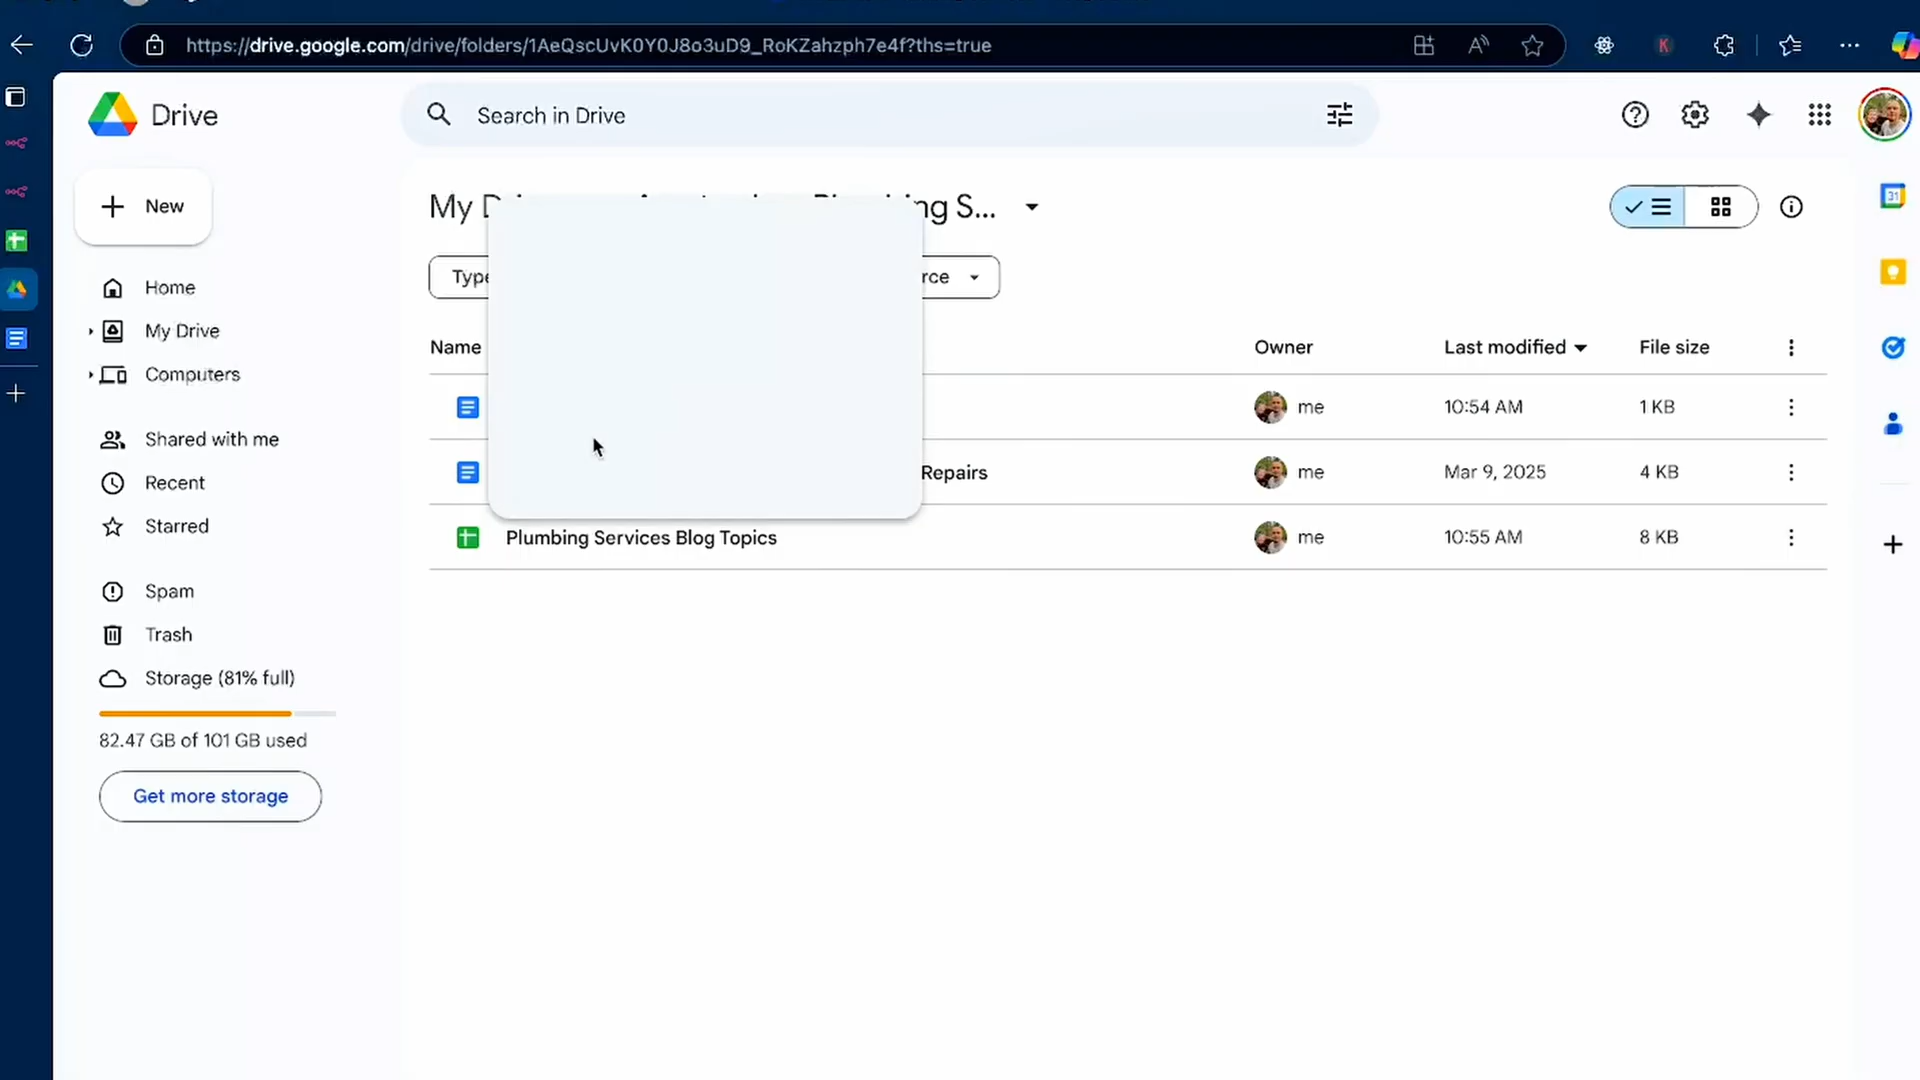 https://drive.google.com/drive/folders/1AeQscUvK0Y0J8o3uD9_RoKZahzph7e4f?ths=true
Drive
Search in Drive
New
My D
ng S...
Type
rce
Home
My Drive
Computers
Shared with me
Recent
Starred
Spam
Trash
Storage (81% full)
82.47 GB of 101 GB used
Get more storage
Name
Owner
Last modified
File size
me
10:54 AM
1 KB
Repairs
me
Mar 9, 2025
4 KB
Plumbing Services Blog Topics
me
10:55 AM
8 KB
K
31